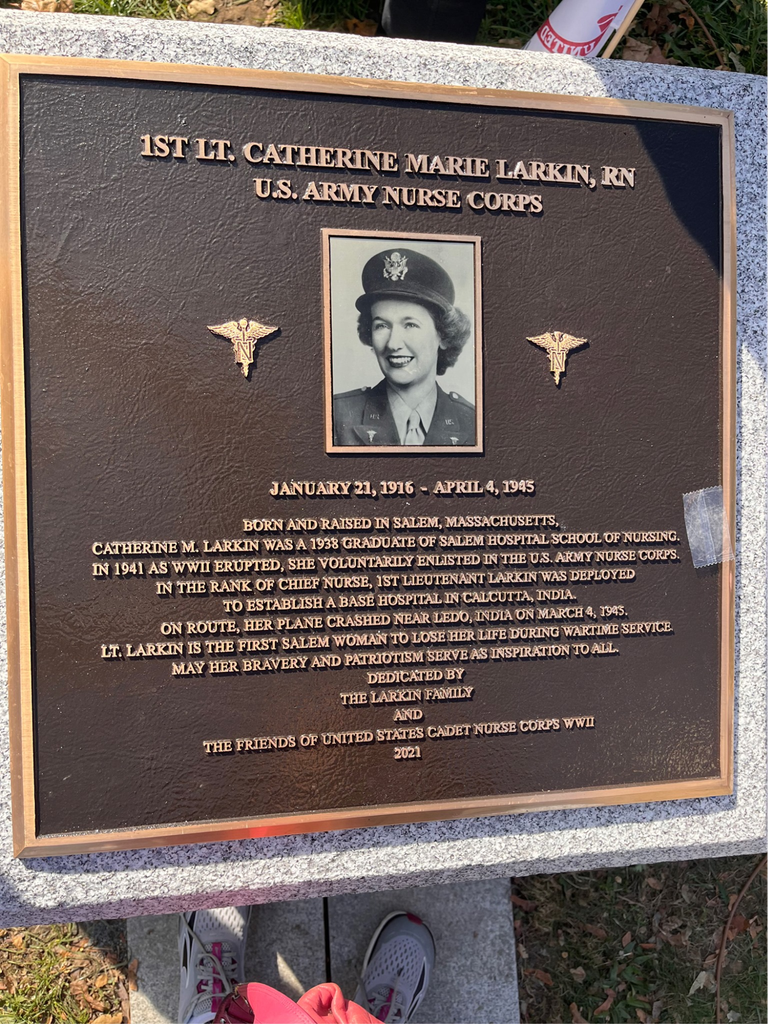 1ST LT. CATHERINE MARIE LARKIN, RN
U.S. ARMY NURSE CORPS
N
N
JANUARY 21, 1916 - APRIL 4, 1945
BORN AND RAISED IN SALEM, MASSACHUSETTS,
CATHERINE M. LARKIN WAS A 1938 GRADUATE OF SALEM HOSPITAL SCHOOL OF NURSING.
IN 1941 AS WWII ERUPTED, SHE VOLUNTARILY ENLISTED IN THE U.S. ARMY NURSE CORPS.
IN THE RANK OF CHIEF NURSE, 1ST LIEUTENANT LARKIN WAS DEPLOYED
TO ESTABLISH A BASE HOSPITAL IN CALCUTTA, INDIA.
ON ROUTE, HER PLANE CRASHED NEAR LEDO, INDIA ON MARCH 4, 1945.
LT. LARKIN IS THE FIRST SALEM WOMAN TO LOSE HER LIFE DURING WARTIME SERVICE.
MAY HER BRAVERY AND PATRIOTISM SERVE AS INSPIRATION TO ALL.
DEDICATED BY
THE LARKIN FAMILY
AND
THE FRIENDS OF UNITED STATES CADET NURSE CORPS WWII
2021